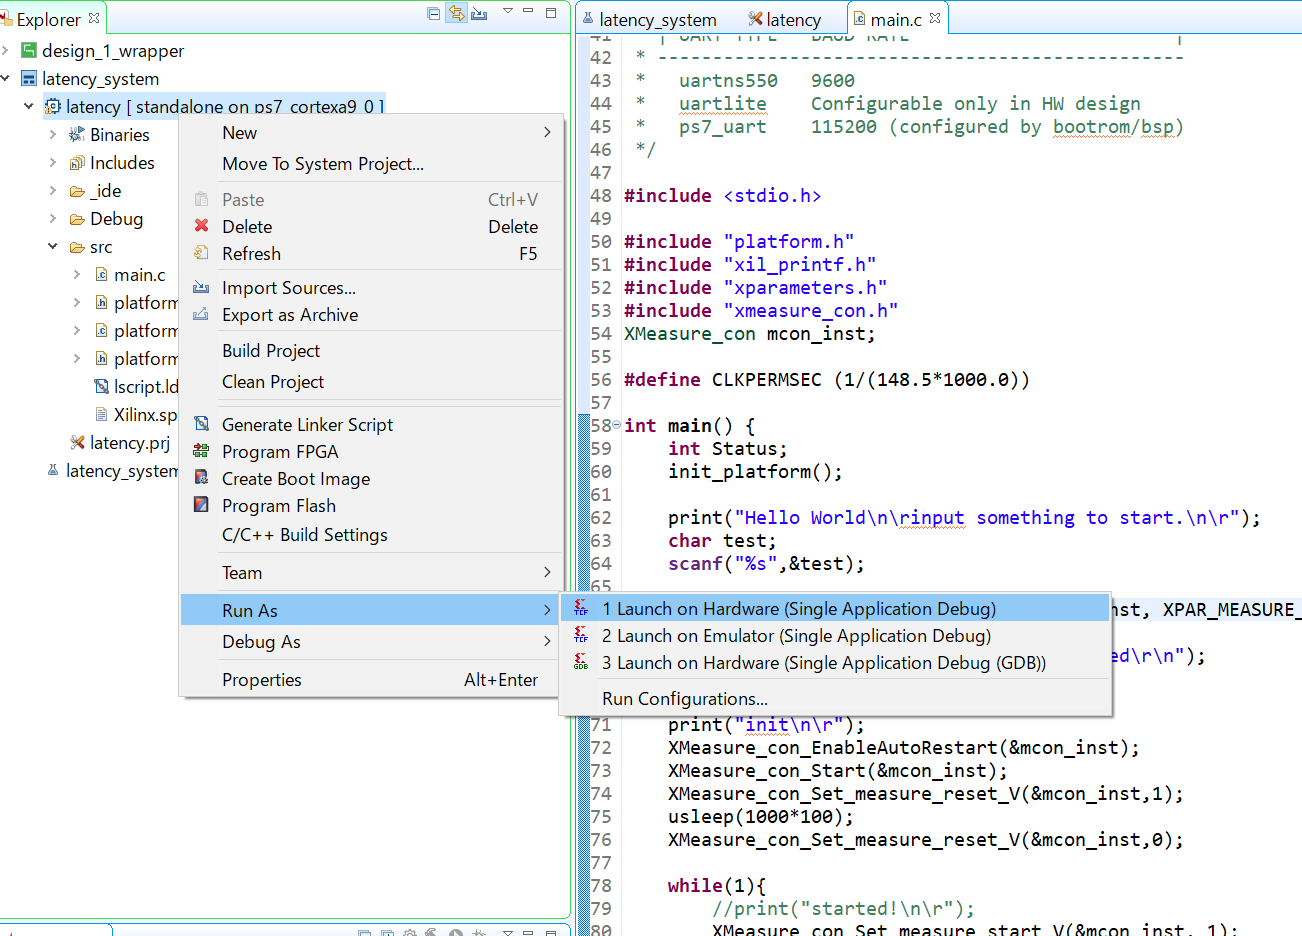 Explorer
design_1_wrapper
latency_system
latency [ standalone on ps7_cortexa9_0 ]
Binaries
Includes
_ide
Debug
src
main.c
platform
platform
platform
lscript.ld
Xilinx.sp
latency.prj
latency_system
New
Move To System Project...
Paste Ctrl+V
Delete Delete
Refresh F5
Import Sources...
Export as Archive
Build Project
Clean Project
Generate Linker Script
Program FPGA
Create Boot Image
Program Flash
C/C++ Build Settings
Team
Run As
Debug As
Properties Alt+Enter
1 Launch on Hardware (Single Application Debug)
2 Launch on Emulator (Single Application Debug)
3 Launch on Hardware (Single Application Debug (GDB))
Run Configurations...
latency_system latency main.c
41 * | UART TYPE BAUD RATE |
42 * ------------------------------------------------
43 * uartns550 9600
44 * uartlite Configurable only in HW design
45 * ps7_uart 115200 (configured by bootrom/bsp)
46 */
47
48 #include <stdio.h>
49
50 #include "platform.h"
51 #include "xil_printf.h"
52 #include "xparameters.h"
53 #include "xmeasure_con.h"
54 XMeasure_con mcon_inst;
55
56 #define CLKPERMSEC (1/(148.5*1000.0))
57
58 int main() {
59 int Status;
60 init_platform();
61
62 print("Hello World\n\rinput something to start.\n\r");
63 char test;
64 scanf("%s",&test);
65
nst, XPAR_MEASURE_
ed\r\n");
71 print("init\n\r");
72 XMeasure_con_EnableAutoRestart(&mcon_inst);
73 XMeasure_con_Start(&mcon_inst);
74 XMeasure_con_Set_measure_reset_V(&mcon_inst,1);
75 usleep(1000*100);
76 XMeasure_con_Set_measure_reset_V(&mcon_inst,0);
77
78 while(1){
79 //print("started!\n\r");
80 XMeasure_con_Set_measure_start_V(&mcon_inst, 1);